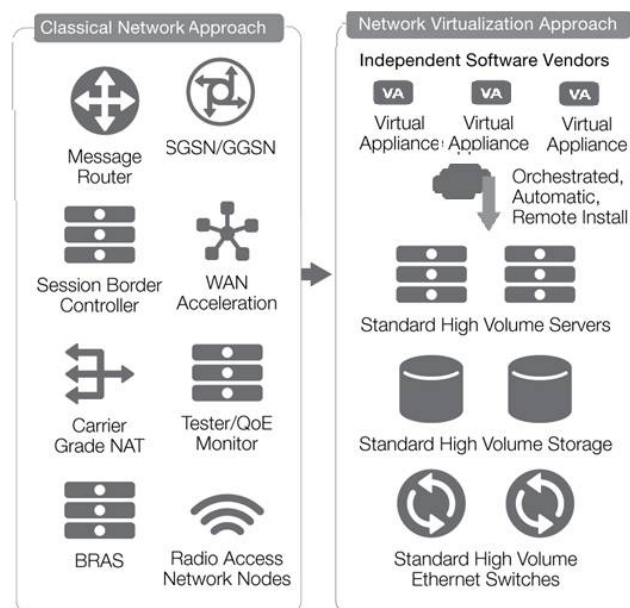 Classical Network Approach
Message
Router
SGSN/GGSN
Session Border
Controller
WAN
Acceleration
Carrier
Grade NAT
Tester/QoE
Monitor
BRAS
Radio Access
Network Nodes
Network Virtualization Approach
Independent Software Vendors
VA
VA
VA
Virtual
Appliance
Virtual
Appliance
Virtual
Appliance
Orchestrated,
Automatic,
Remote Install
Standard High Volume Servers
Standard High Volume Storage
Standard High Volume
Ethernet Switches